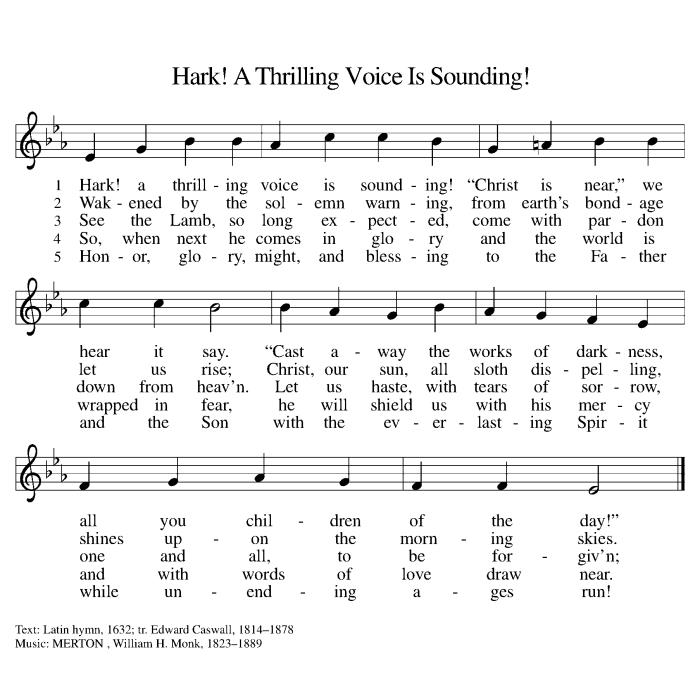 Hark! A Thrilling Voice Is Sounding!
1 Hark! a thrill - ing voice is sound - ing! “Christ is near,” we
2 Wak - ened by the sol - emn warn - ing, from earth’s bond - age
3 See the Lamb, so long ex - pect - ed, come with par - don
4 So, when next he comes in glo - ry and the world is
5 Hon - or, glo - ry, might, and bless - ing to the Fa - ther
hear it say. “Cast a - way the works of dark - ness,
let us rise; Christ, our sun, all sloth dis - pel - ling,
down from heav’n. Let us haste, with tears of sor - row,
wrapped in fear, he will shield us with his mer - cy
and the Son with the ev - er - last - ing Spir - it
all you chil - dren of the day!”
shines up - on the morn - ing skies.
one and all, to be for - giv’n;
and with words of love draw near.
while un - end - ing a - ges run!
Text: Latin hymn, 1632; tr. Edward Caswall, 1814–1878
Music: MERTON , William H. Monk, 1823–1889